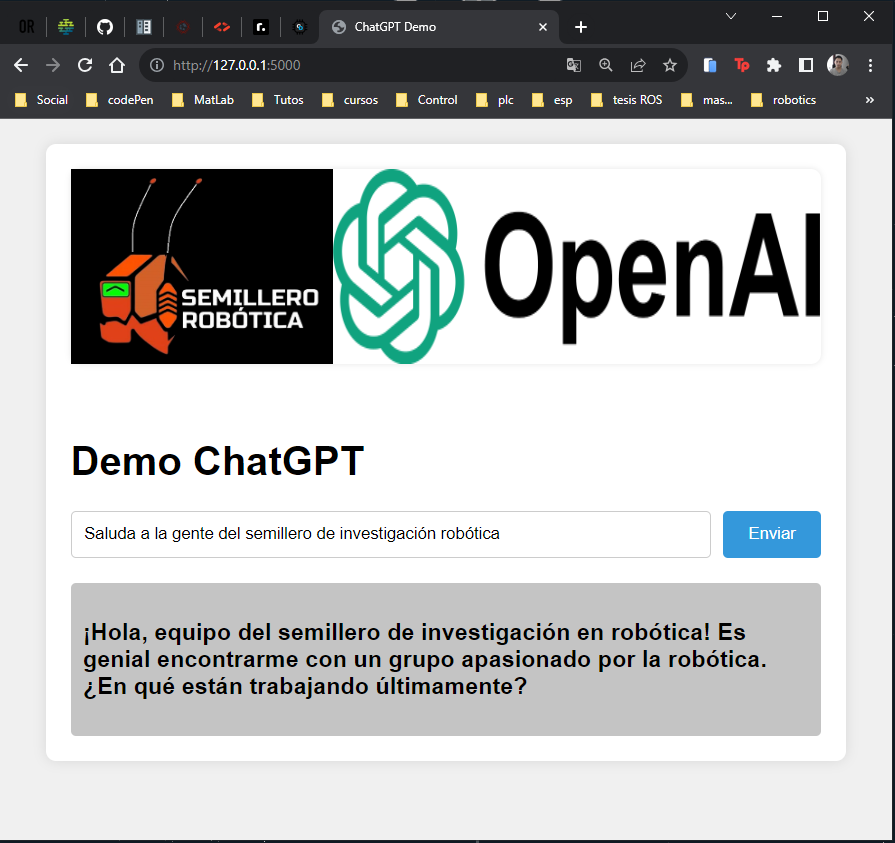 OR
ChatGPT Demo
http://127.0.0.1:5000
Tp
Social codePen MatLab Tutos cursos Control plc esp tesis ROS mas... robotics »
SEMILLERO
ROBÓTICA
OpenAI
Demo ChatGPT
Saluda a la gente del semillero de investigación robótica
Enviar
¡Hola, equipo del semillero de investigación en robótica! Es
genial encontrarme con un grupo apasionado por la robótica.
¿En qué están trabajando últimamente?